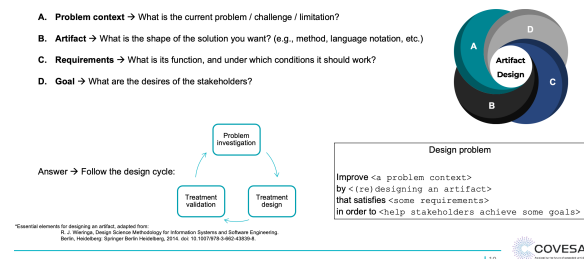 A. Problem context → What is the current problem / challenge / limitation?
B. Artifact → What is the shape of the solution you want? (e.g., method, language notation, etc.)
C. Requirements → What is its function, and under which conditions it should work?
D. Goal → What are the desires of the stakeholders?
A
D
Artifact
Design
C
B
Answer → Follow the design cycle:
Problem
investigation
Treatment
validation
Treatment
design
Design problem
Improve <a problem context>
by <(re)designing an artifact>
that satisfies <some requirements>
in order to <help stakeholders achieve some goals>
*Essential elements for designing an artifact, adapted from:
R. J. Wieringa, Design Science Methodology for Information Systems and Software Engineering.
Berlin, Heidelberg: Springer Berlin Heidelberg, 2014. doi: 10.1007/978-3-662-43839-8.
COVESA